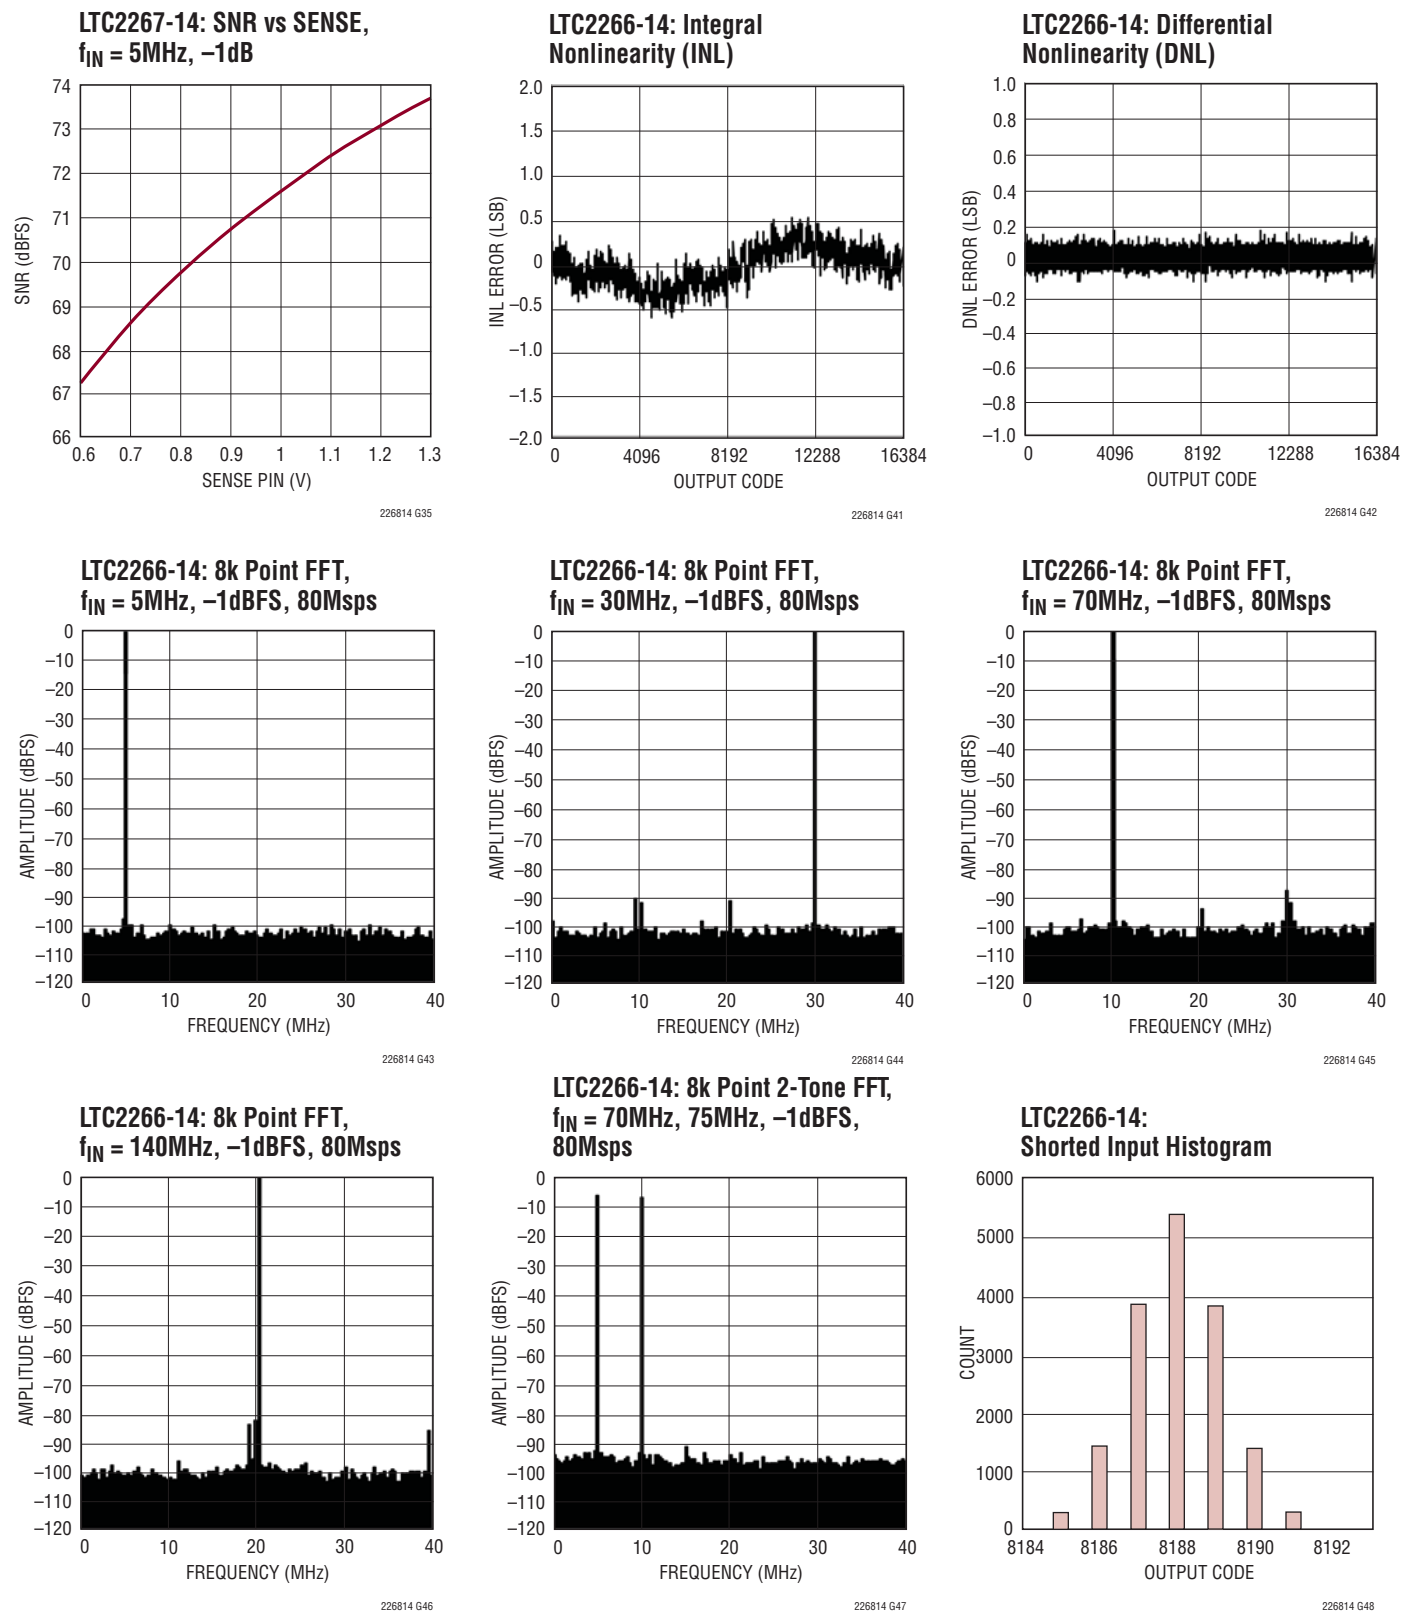 LTC2267-14: SNR vs SENSE,
fIN = 5MHz, –1dB
74
73
72
71
70
69
68
67
66
SNR (dBFS)
0.6 0.7 0.8 0.9 1 1.1 1.2 1.3
SENSE PIN (V)
226814 G35
LTC2266-14: Integral
Nonlinearity (INL)
2.0
1.5
1.0
0.5
0
–0.5
–1.0
–1.5
–2.0
INL ERROR (LSB)
0 4096 8192 12288 16384
OUTPUT CODE
226814 G41
LTC2266-14: Differential
Nonlinearity (DNL)
1.0
0.8
0.6
0.4
0.2
0
–0.2
–0.4
–0.6
–0.8
–1.0
DNL ERROR (LSB)
0 4096 8192 12288 16384
OUTPUT CODE
226814 G42
LTC2266-14: 8k Point FFT,
fIN = 5MHz, –1dBFS, 80Msps
0
–10
–20
–30
–40
–50
–60
–70
–80
–90
–100
–110
–120
AMPLITUDE (dBFS)
0 10 20 30 40
FREQUENCY (MHz)
226814 G43
LTC2266-14: 8k Point FFT,
fIN = 30MHz, –1dBFS, 80Msps
0
–10
–20
–30
–40
–50
–60
–70
–80
–90
–100
–110
–120
AMPLITUDE (dBFS)
0 10 20 30 40
FREQUENCY (MHz)
226814 G44
LTC2266-14: 8k Point FFT,
fIN = 70MHz, –1dBFS, 80Msps
0
–10
–20
–30
–40
–50
–60
–70
–80
–90
–100
–110
–120
AMPLITUDE (dBFS)
0 10 20 30 40
FREQUENCY (MHz)
226814 G45
LTC2266-14: 8k Point FFT,
fIN = 140MHz, –1dBFS, 80Msps
0
–10
–20
–30
–40
–50
–60
–70
–80
–90
–100
–110
–120
AMPLITUDE (dBFS)
0 10 20 30 40
FREQUENCY (MHz)
226814 G46
LTC2266-14: 8k Point 2-Tone FFT,
fIN = 70MHz, 75MHz, –1dBFS,
80Msps
0
–10
–20
–30
–40
–50
–60
–70
–80
–90
–100
–110
–120
AMPLITUDE (dBFS)
0 10 20 30 40
FREQUENCY (MHz)
226814 G47
LTC2266-14:
Shorted Input Histogram
6000
5000
4000
3000
2000
1000
0
COUNT
8184 8186 8188 8190 8192
OUTPUT CODE
226814 G48